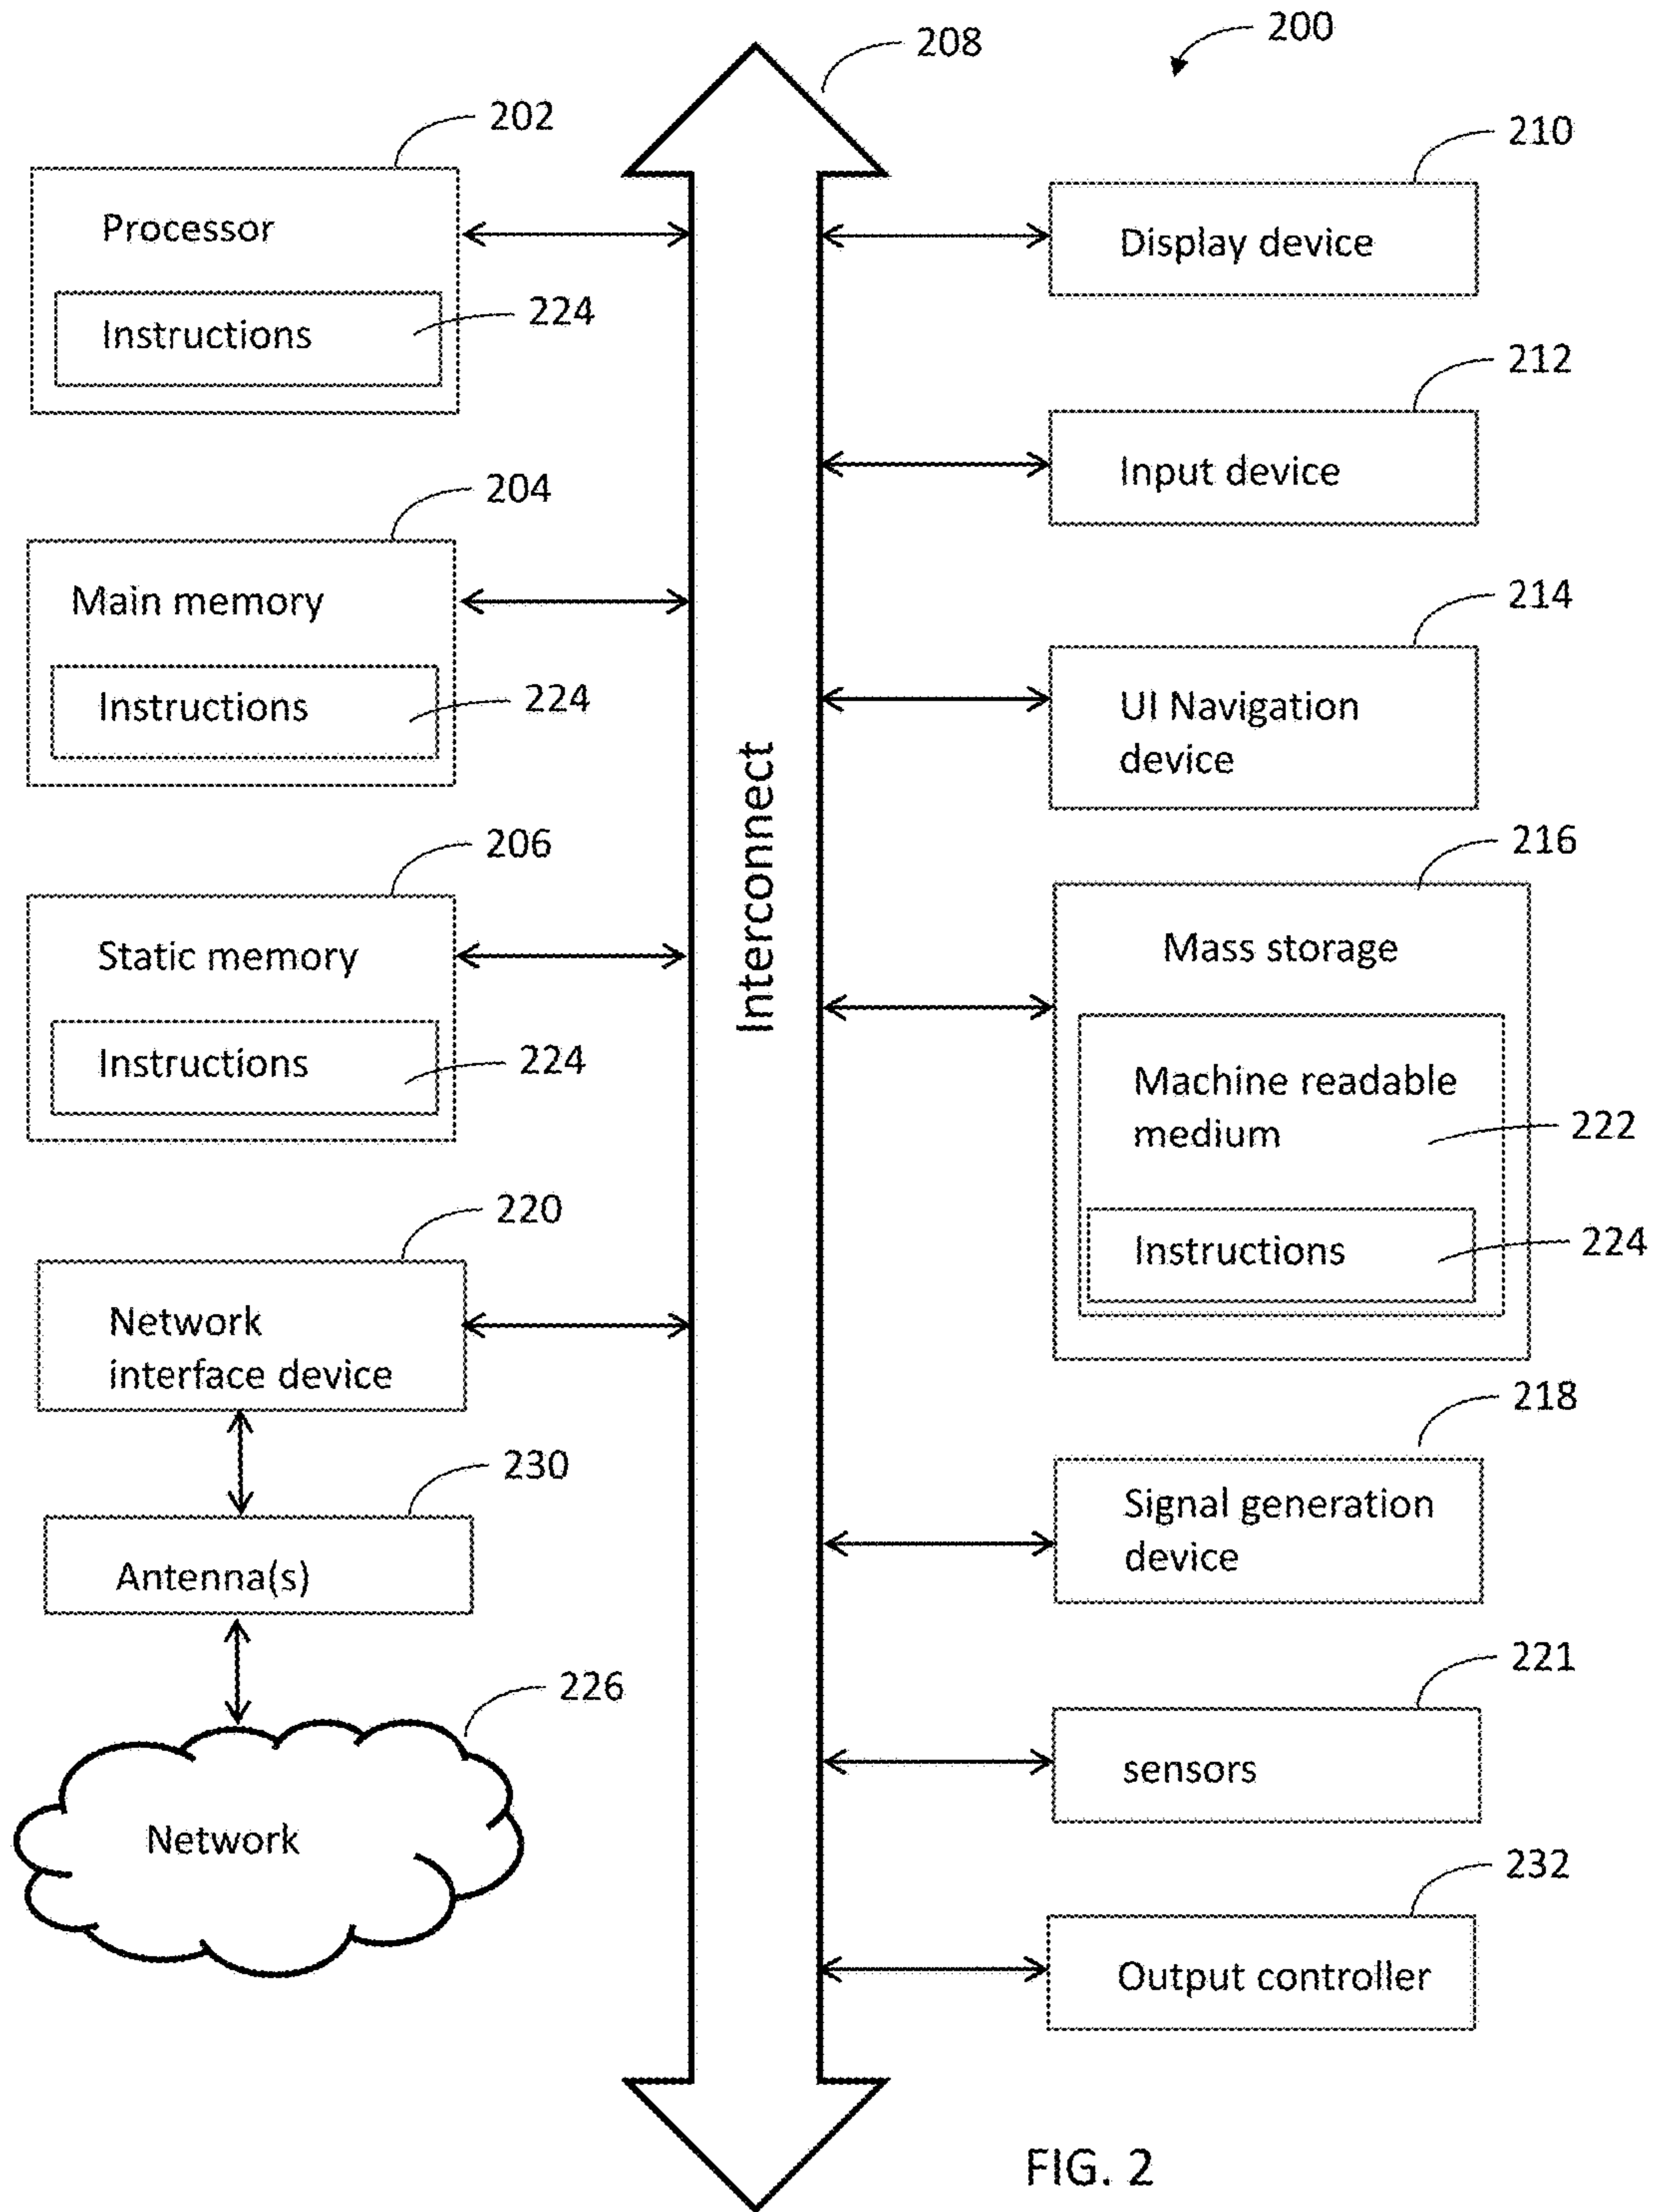 200
208
202
Processor
Instructions
224
204
Main memory
Instructions
224
206
Static memory
Instructions
224
220
Network
interface device
230
Antenna(s)
226
Network
Interconnect
210
Display device
212
Input device
214
UI Navigation
device
216
Mass storage
Machine readable
medium
222
Instructions
224
218
Signal generation
device
221
sensors
232
Output controller
FIG. 2